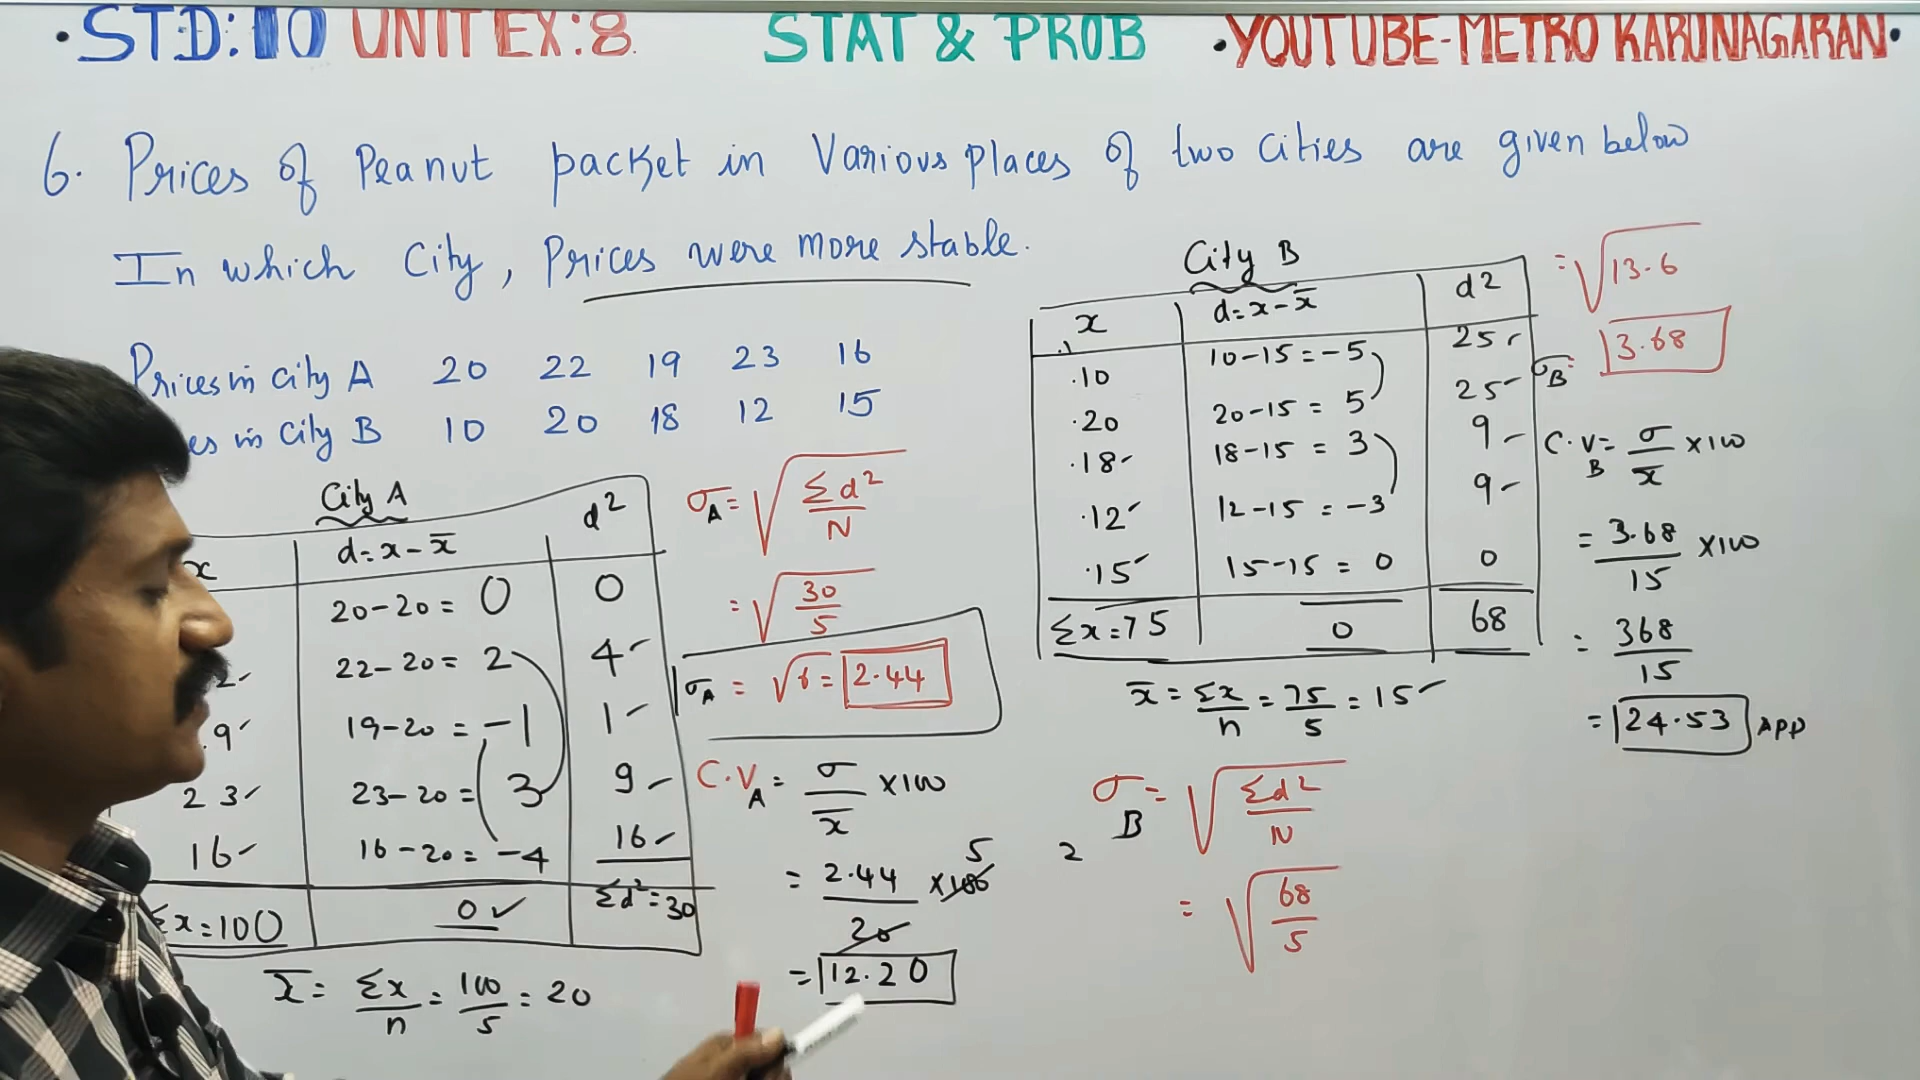 •STD:10 UNIT EX:8. STAT & PROB •YOUTUBE-METRO KARUNAGARAN•
6. Prices of Peanut packet in Various places of two cities are given below
In which City, Prices were more stable.
Prices in city A 20 22 19 23 16
es in City B 10 20 18 12 15
City A
x d=x-x̄ d²
20-20= 0 0
2 22-20= 2 4
9 19-20= -1 1
23 23-20= 3 9
16 16-20= -4 16
Σx=100 0 Σd²=30
x̄ = Σx/n = 100/5 = 20
σA = √(Σd²/N)
= √(30/5)
σA = √6 = 2.44
C.VA = σ/x̄ ×100
= 2.44/20 ×100 5
= 12.20
City B
x d=x-x̄ d2
.10 10-15=-5 25
.20 20-15= 5 25
.18 18-15= 3 9
.12 12-15=-3 9
.15 15-15= 0 0
Σx=75 0 68
x̄ = Σx/n = 75/5 = 15
2
σB = √(Σd²/N)
= √(68/5)
= √13.6
σB= 3.68
C.VB= σ/x̄ ×100
= 3.68/15 ×100
= 368/15
= 24.53 APP